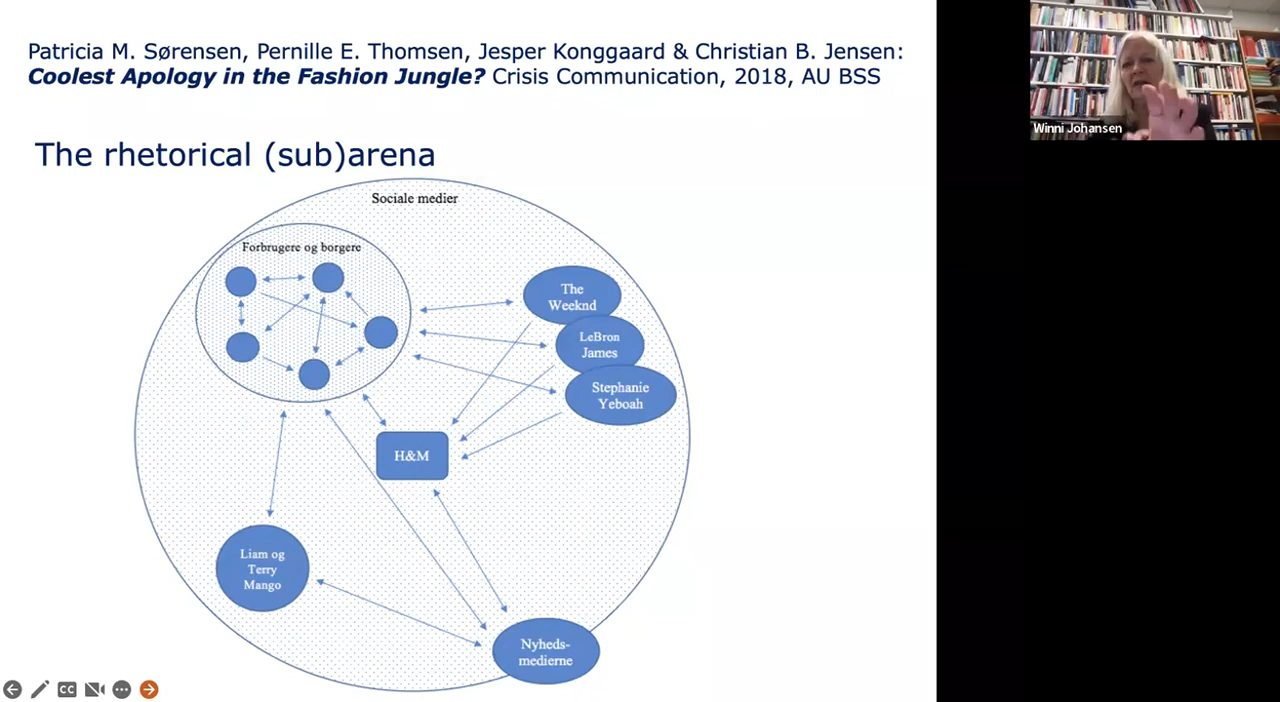 Patricia M. Sørensen, Pernille E. Thomsen, Jesper Konggaard & Christian B. Jensen:
Coolest Apology in the Fashion Jungle? Crisis Communication, 2018, AU BSS
Winni Johansen
The rhetorical (sub)arena
Sociale medier
Forbrugere og borgere
The
Weeknd
LeBron
James
Stephanie
Yeboah
H&M
Liam og
Terry
Mango
Nyheds-
medierne
CC